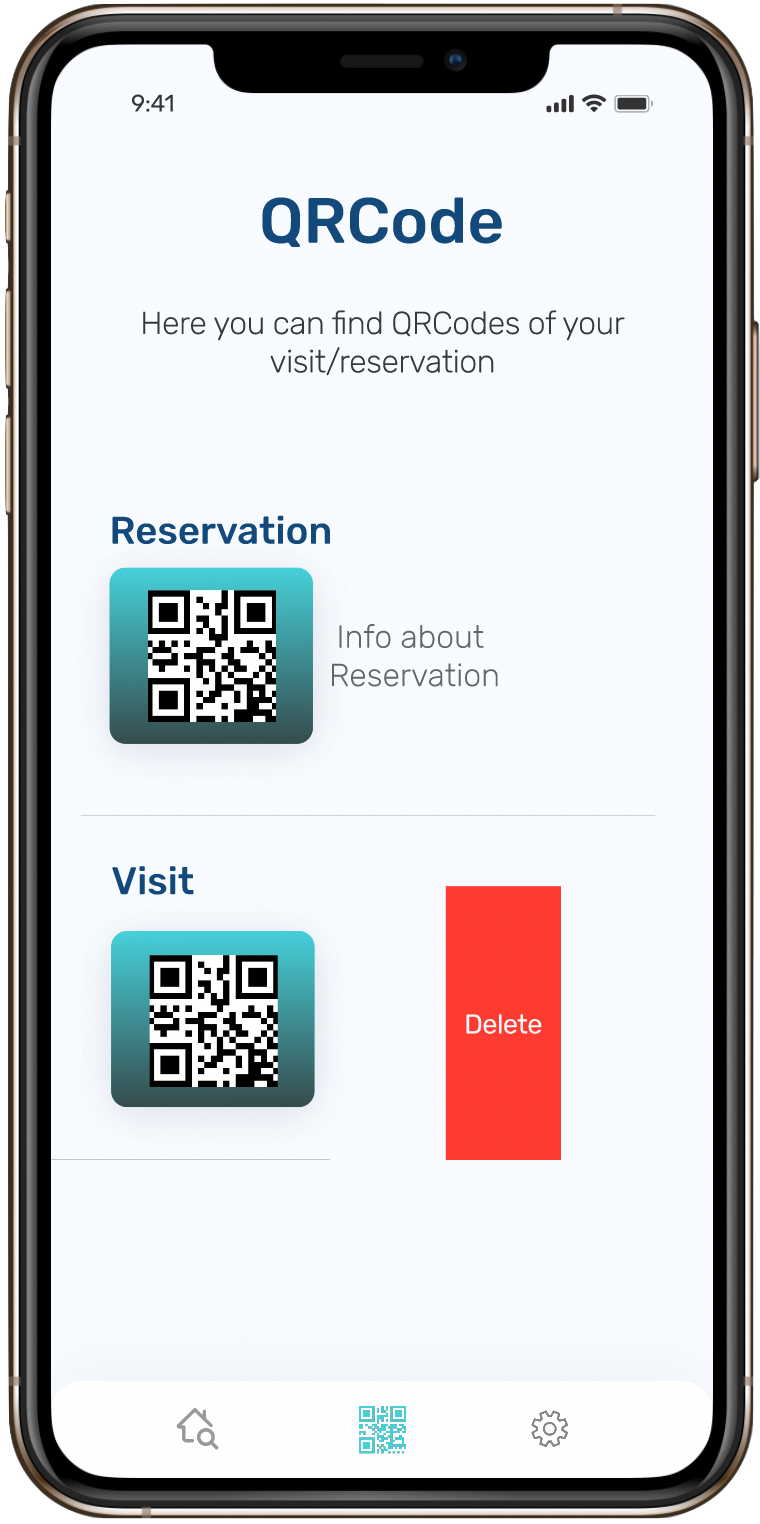 9:41
QRCode
Here you can find QRCodes of your
visit/reservation
Reservation
Info about
Reservation
Visit
Delete